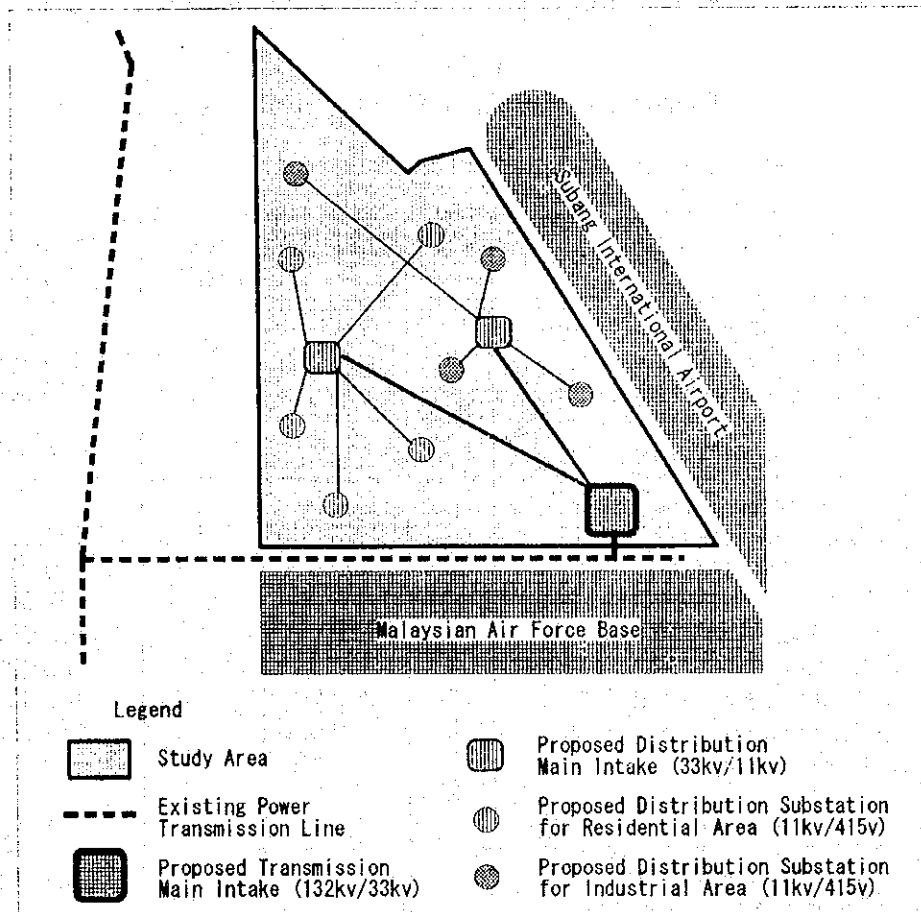 Subang International Airport
Malaysian Air Force Base
Legend
Study Area
Existing Power
Transmission Line
Proposed Transmission
Main Intake (132kv/33kv)
Proposed Distribution
Main Intake (33kv/11kv)
Proposed Distribution Substation
for Residential Area (11kv/415v)
Proposed Distribution Substation
for Industrial Area (11kv/415v)